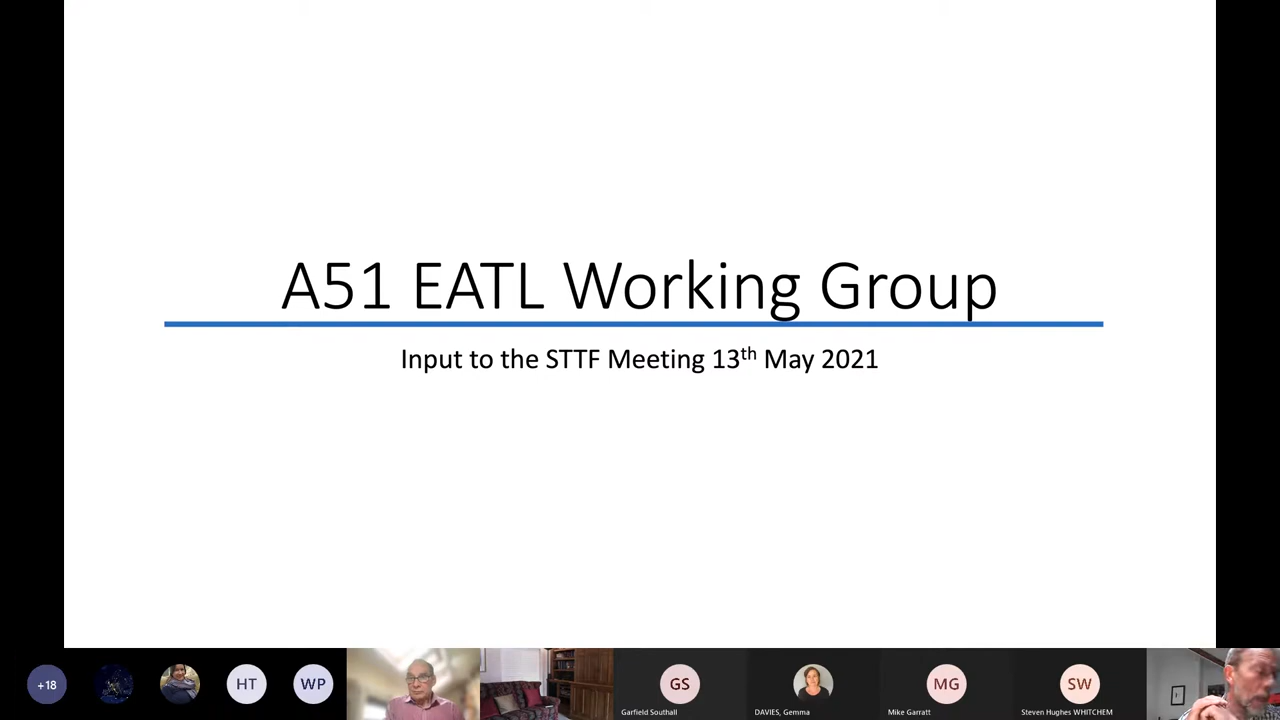 A51 EATL Working Group
Input to the STTF Meeting 13th May 2021
+18
HT
WP
GS
Garfield Southall
DAVIES, Gemma
MG
Mike Garratt
SW
Steven Hughes WHITCHEM